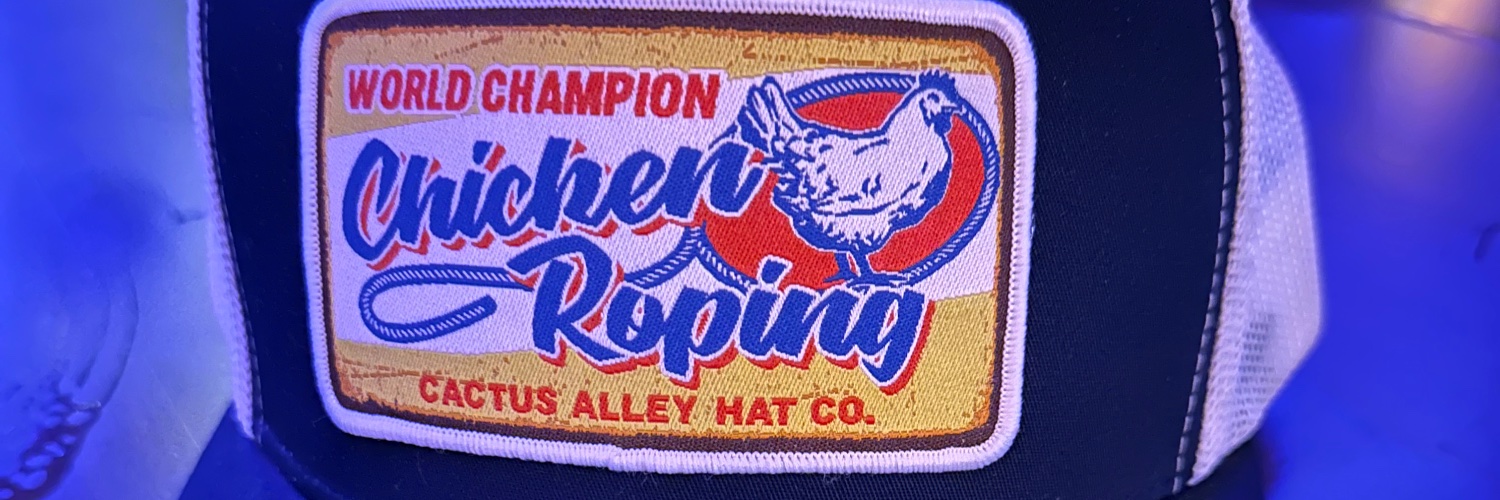 WORLD CHAMPION
Chicken
Roping
CACTUS ALLEY HAT CO.